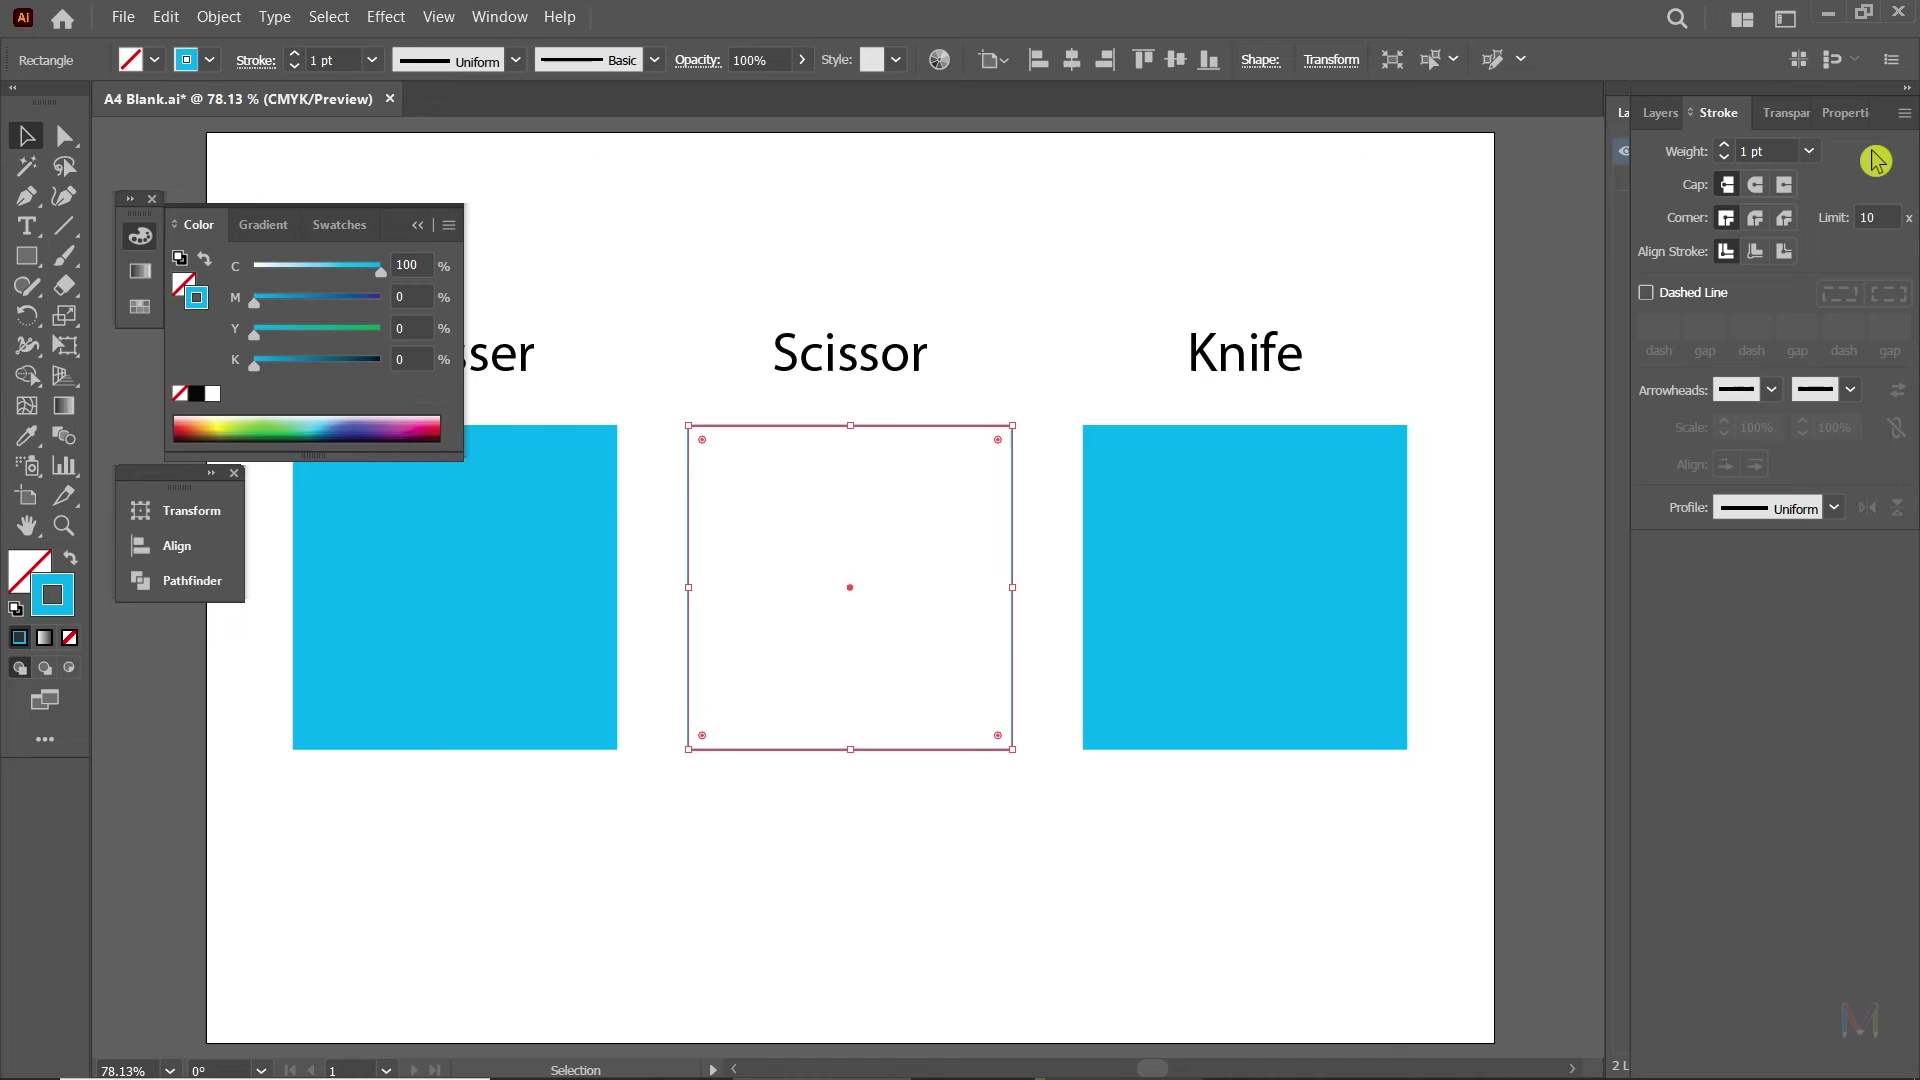 Ai
File Edit Object Type Select Effect View Window Help
Rectangle Stroke: 1 pt Uniform Basic Opacity: 100% Style: Shape: Transform
A4 Blank.ai* @ 78.13 % (CMYK/Preview)
La
Layers Stroke Transpar Properti
Weight: 1 pt
Cap:
Corner: Limit: 10 x
Align Stroke:
Dashed Line
dash gap dash gap dash gap
Arrowheads:
Scale: 100% 100%
Align:
Profile: Uniform
Color Gradient Swatches
C 100 %
M 0 %
Y 0 %
K 0 %
sser Scissor Knife
Transform
Align
Pathfinder
78.13% 0° 1 Selection
2 L